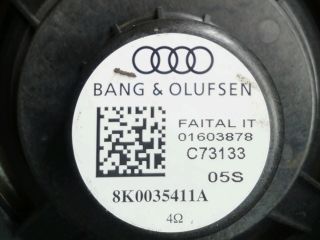 BANG & OLUFSEN
FAITAL IT
01603878
C73133
05S
8K0035411A
4Ω